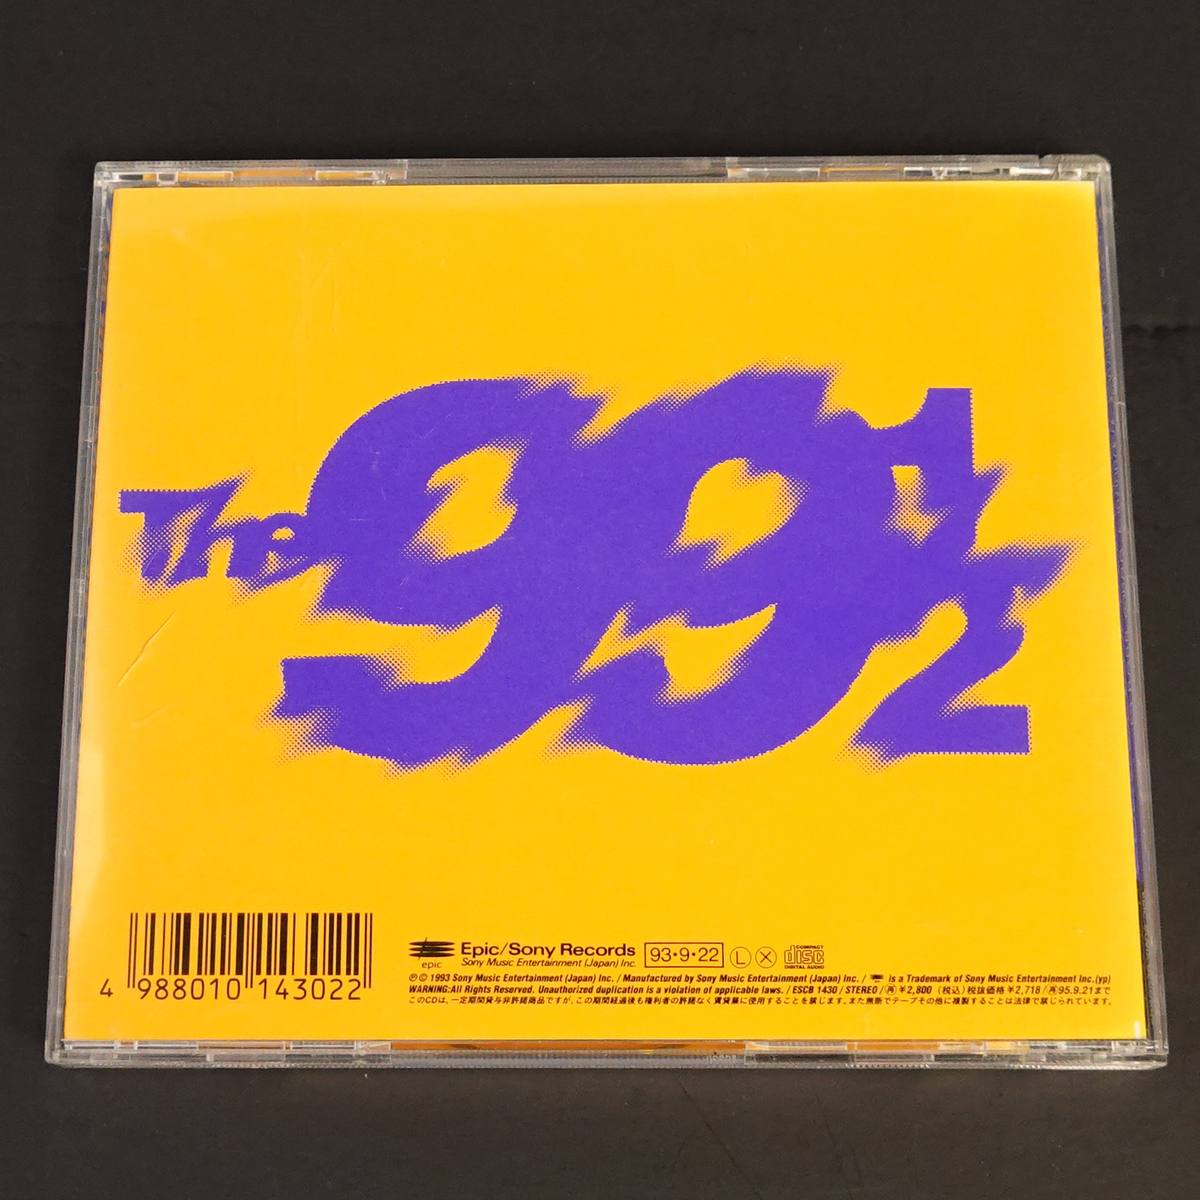 The 99 1/2
4 988010 143022
Epic/Sony Records
Sony Music Entertainment (Japan) Inc.
epic
93・9・22
L
COMPACT
disc
DIGITAL AUDIO
Ⓟ © 1993 Sony Music Entertainment (Japan) Inc. / Manufactured by Sony Music Entertainment (Japan) Inc. / is a Trademark of Sony Music Entertainment Inc.(yp)
WARNING:All Rights Reserved. Unauthorized duplication is a violation of applicable laws. / ESCB 1430 / STEREO / 再 ¥2,800 (税込) 税抜価格 ¥2,718 / 再 95.9.21まで
このCDは、一定期間貸与非許諾商品ですが、この期間経過後も権利者の許諾なく賃貸業に使用することを禁じます。また無断でテープその他に複製することは法律で禁じられています。